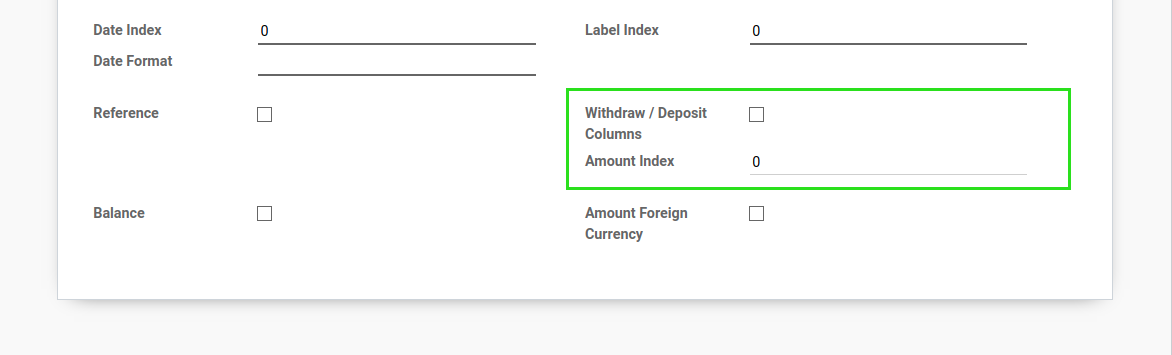 Date Index 0 Label Index 0
Date Format
Reference Withdraw / Deposit
Columns
Amount Index 0
Balance Amount Foreign
Currency